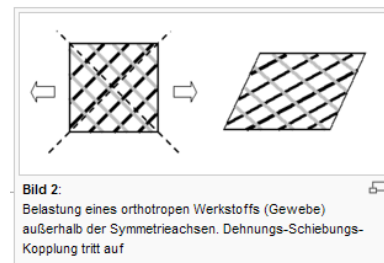 Bild 2:
Belastung eines orthotropen Werkstoffs (Gewebe)
außerhalb der Symmetrieachsen. Dehnungs-Schiebungs-
Kopplung tritt auf